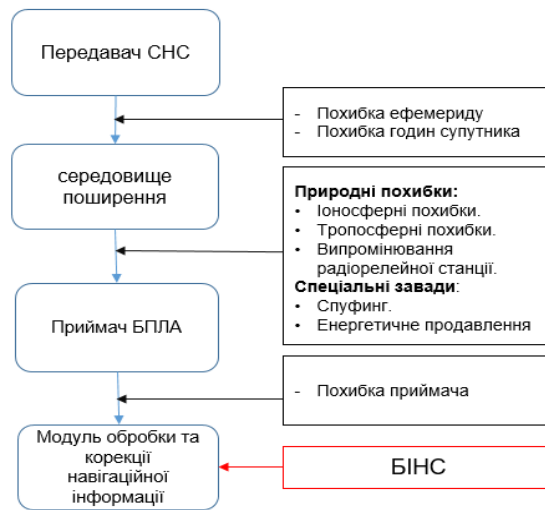 Передавач СНС
- Похибка ефемериду
- Похибка годин супутника
середовище
поширення
Природні похибки:
• Іоносферні похибки.
• Тропосферні похибки.
• Випромінювання
радіорелейної станції.
Спеціальні завади:
• Спуфинг.
• Енергетичне продавлення
Приймач БПЛА
- Похибка приймача
Модуль обробки та
корекції
навігаційної
інформації
БІНС